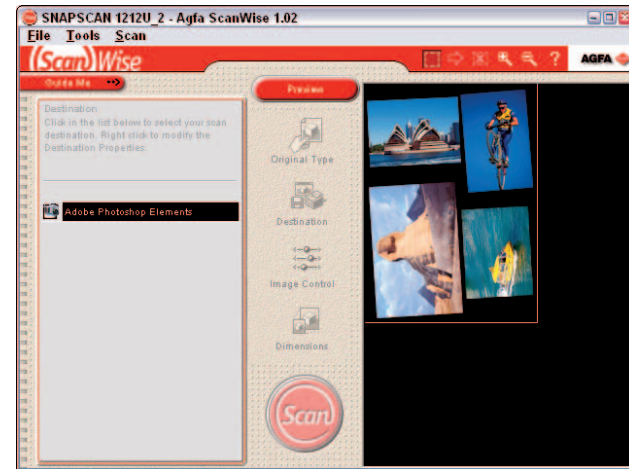 SNAPSCAN 1212U_2 - Agfa ScanWise 1.02
File Tools Scan
(Scan) Wise
? AGFA
Guide Me
Preview
Destination
Click in the list below to select your scan
destination. Right click to modify the
Destination Properties.
Adobe Photoshop Elements
Original Type
Destination
Image Control
Dimensions
Scan